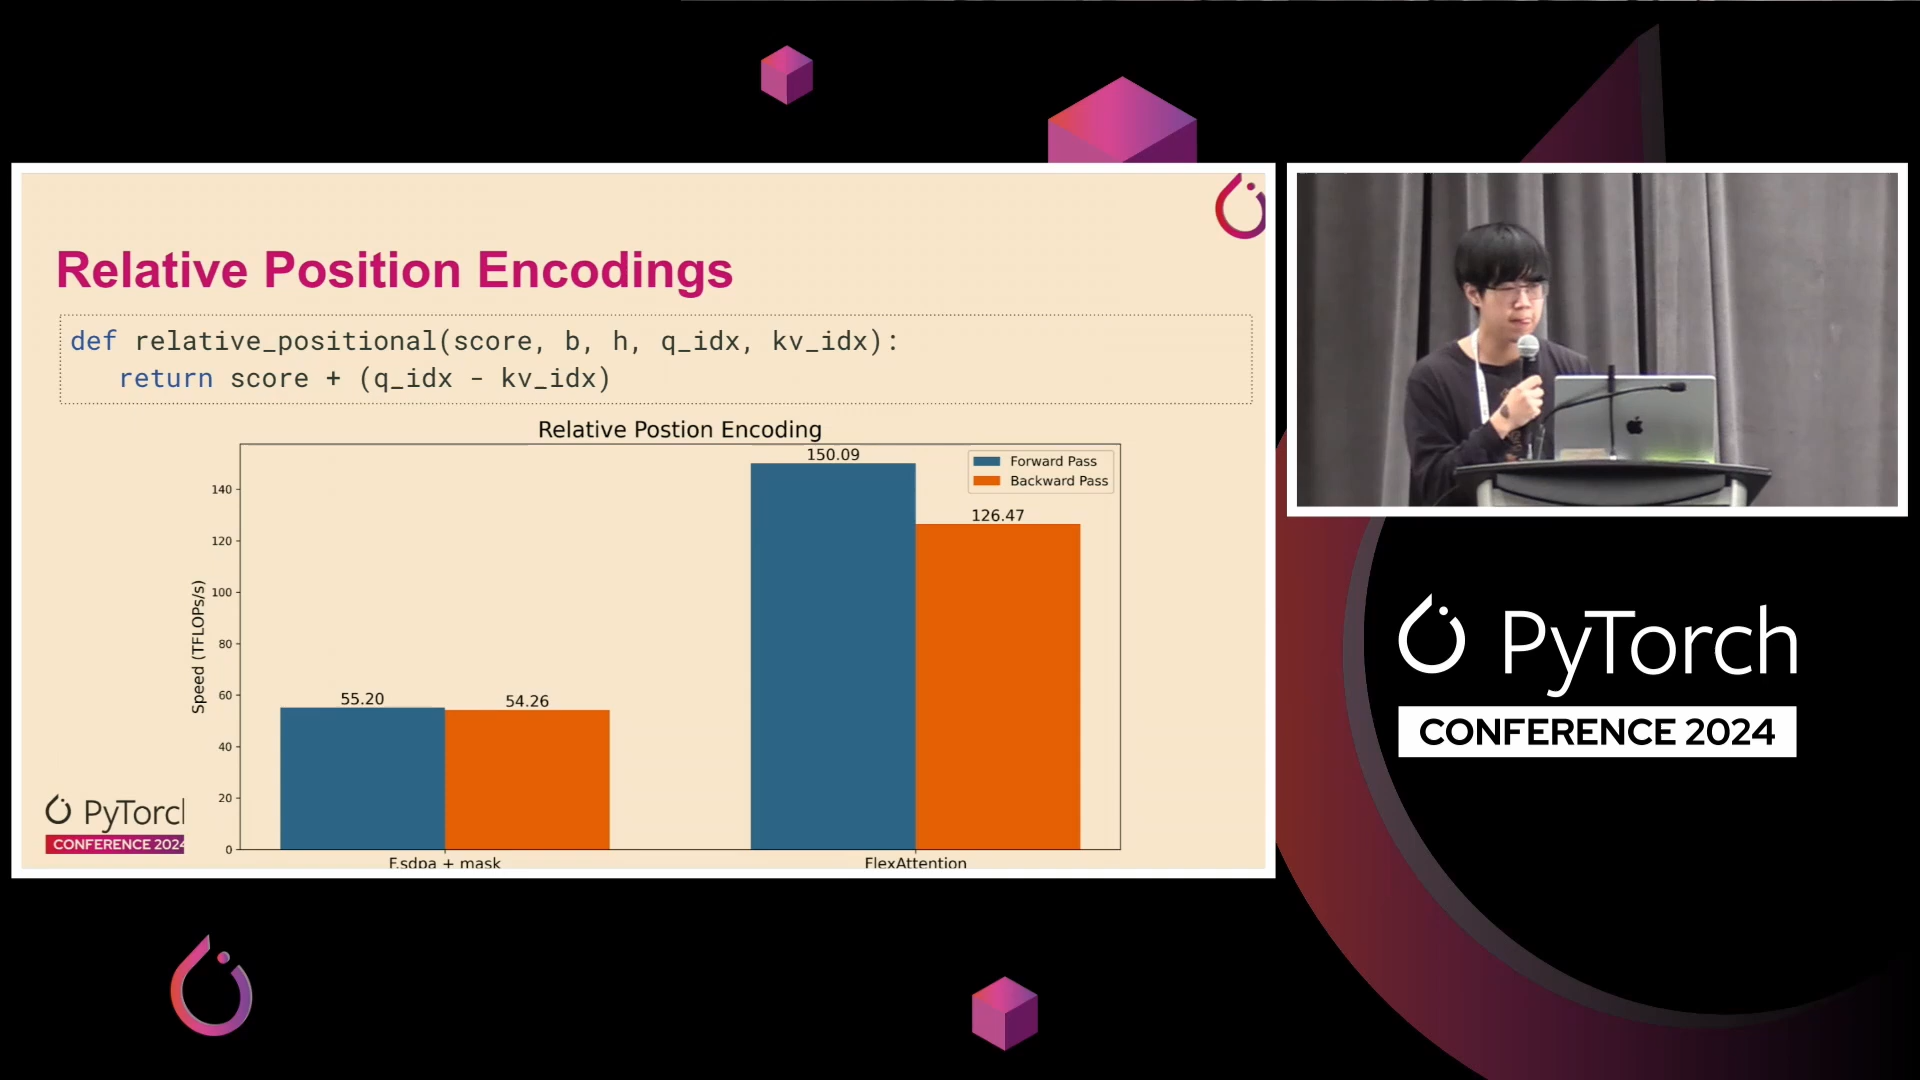 Relative Position Encodings
def relative_positional(score, b, h, q_idx, kv_idx):
return score + (q_idx - kv_idx)
Relative Postion Encoding
150.09
Forward Pass
Backward Pass
126.47
55.20
54.26
Speed (TFLOPs/s)
140
120
100
80
60
40
20
0
F.sdpa + mask
FlexAttention
PyTorch
CONFERENCE 2024
PyTorch
CONFERENCE 2024